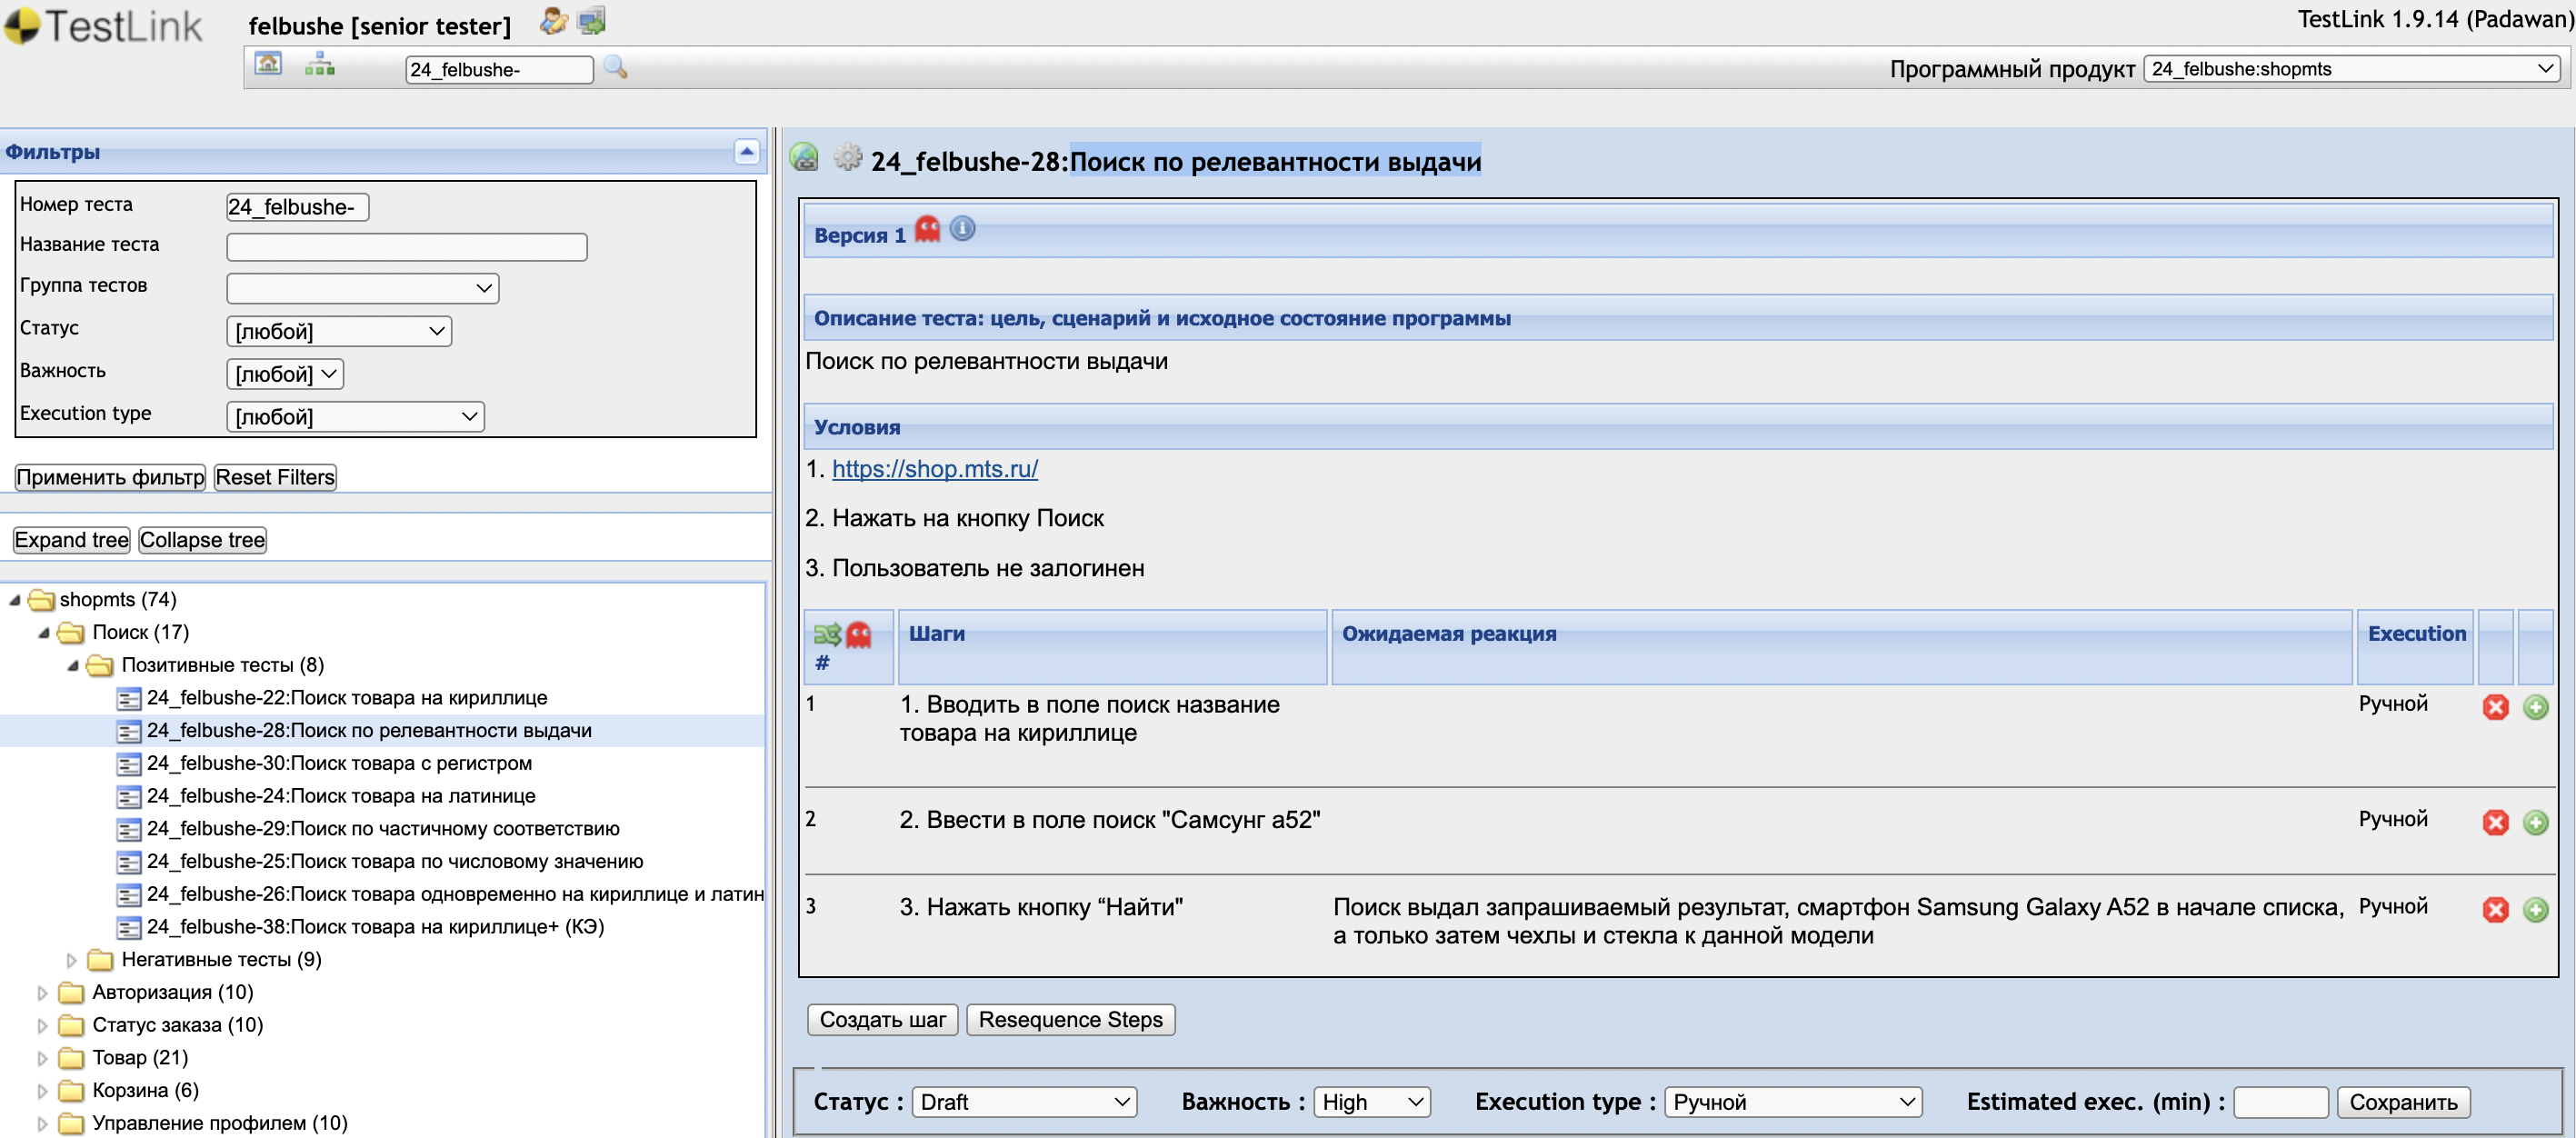 TestLink
felbushe [senior tester]
TestLink 1.9.14 (Padawan)
24_felbushe-
Программный продукт 24_felbushe:shopmts
Фильтры
Номер теста 24_felbushe-
Название теста
Группа тестов
Статус [любой]
Важность [любой]
Execution type [любой]
Применить фильтр Reset Filters
Expand tree Collapse tree
shopmts (74)
Поиск (17)
Позитивные тесты (8)
24_felbushe-22:Поиск товара на кириллице
24_felbushe-28:Поиск по релевантности выдачи
24_felbushe-30:Поиск товара с регистром
24_felbushe-24:Поиск товара на латинице
24_felbushe-29:Поиск по частичному соответствию
24_felbushe-25:Поиск товара по числовому значению
24_felbushe-26:Поиск товара одновременно на кириллице и латин
24_felbushe-38:Поиск товара на кириллице+ (КЭ)
Негативные тесты (9)
Авторизация (10)
Статус заказа (10)
Товар (21)
Корзина (6)
Управление профилем (10)
24_felbushe-28:Поиск по релевантности выдачи
Версия 1
Описание теста: цель, сценарий и исходное состояние программы
Поиск по релевантности выдачи
Условия
1. https://shop.mts.ru/
2. Нажать на кнопку Поиск
3. Пользователь не залогинен
# Шаги Ожидаемая реакция Execution
1 1. Вводить в поле поиск название Ручной
товара на кириллице
2 2. Ввести в поле поиск "Самсунг а52" Ручной
3 3. Нажать кнопку “Найти" Поиск выдал запрашиваемый результат, смартфон Samsung Galaxy A52 в начале списка, Ручной
а только затем чехлы и стекла к данной модели
Создать шаг Resequence Steps
Статус : Draft Важность : High Execution type : Ручной Estimated exec. (min) : Сохранить